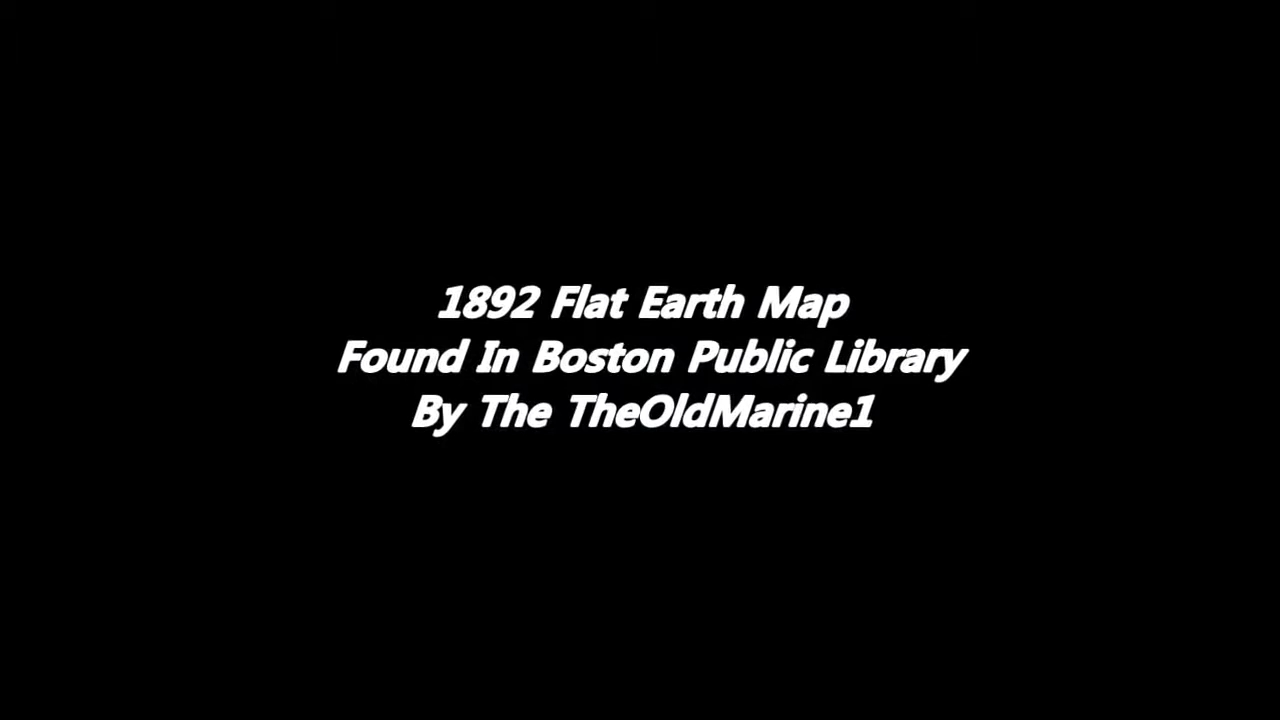 1892 Flat Earth Map
Found In Boston Public Library
By The TheOldMarine1